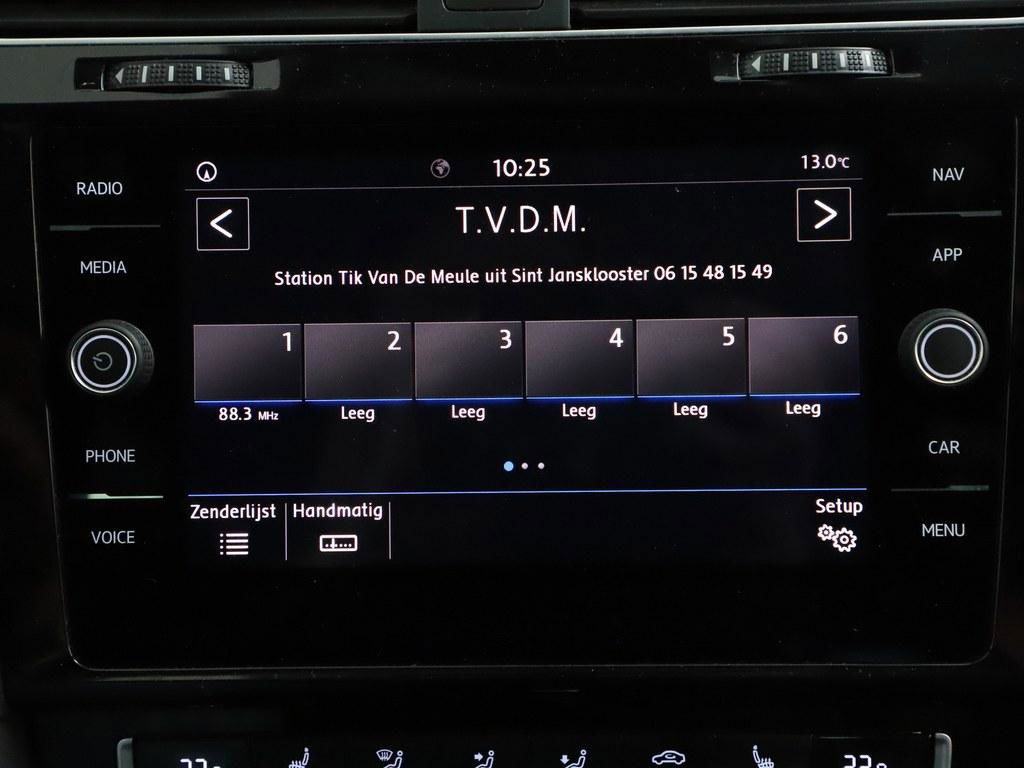 10:25
13.0°C
RADIO
NAV
T.V.D.M.
MEDIA
APP
Station Tik Van De Meule uit Sint Jansklooster 06 15 48 15 49
1 2 3 4 5 6
88.3 MHz Leeg Leeg Leeg Leeg Leeg
PHONE
CAR
Zenderlijst Handmatig Setup
VOICE
MENU